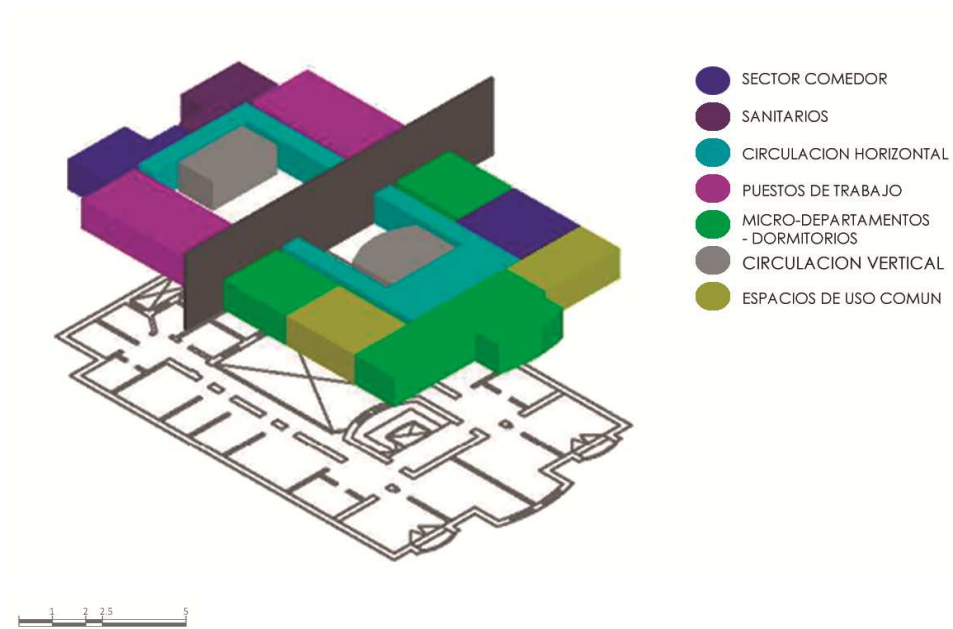 SECTOR COMEDOR
SANITARIOS
CIRCULACION HORIZONTAL
PUESTOS DE TRABAJO
MICRO-DEPARTAMENTOS
- DORMITORIOS
CIRCULACION VERTICAL
ESPACIOS DE USO COMUN
1 2 2.5 5